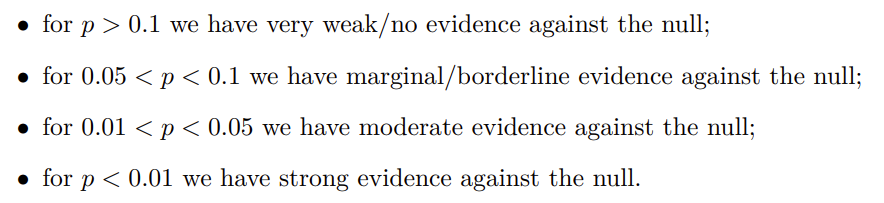 • for p > 0.1 we have very weak/no evidence against the null;
• for 0.05 < p < 0.1 we have marginal/borderline evidence against the null;
• for 0.01 < p < 0.05 we have moderate evidence against the null;
• for p < 0.01 we have strong evidence against the null.